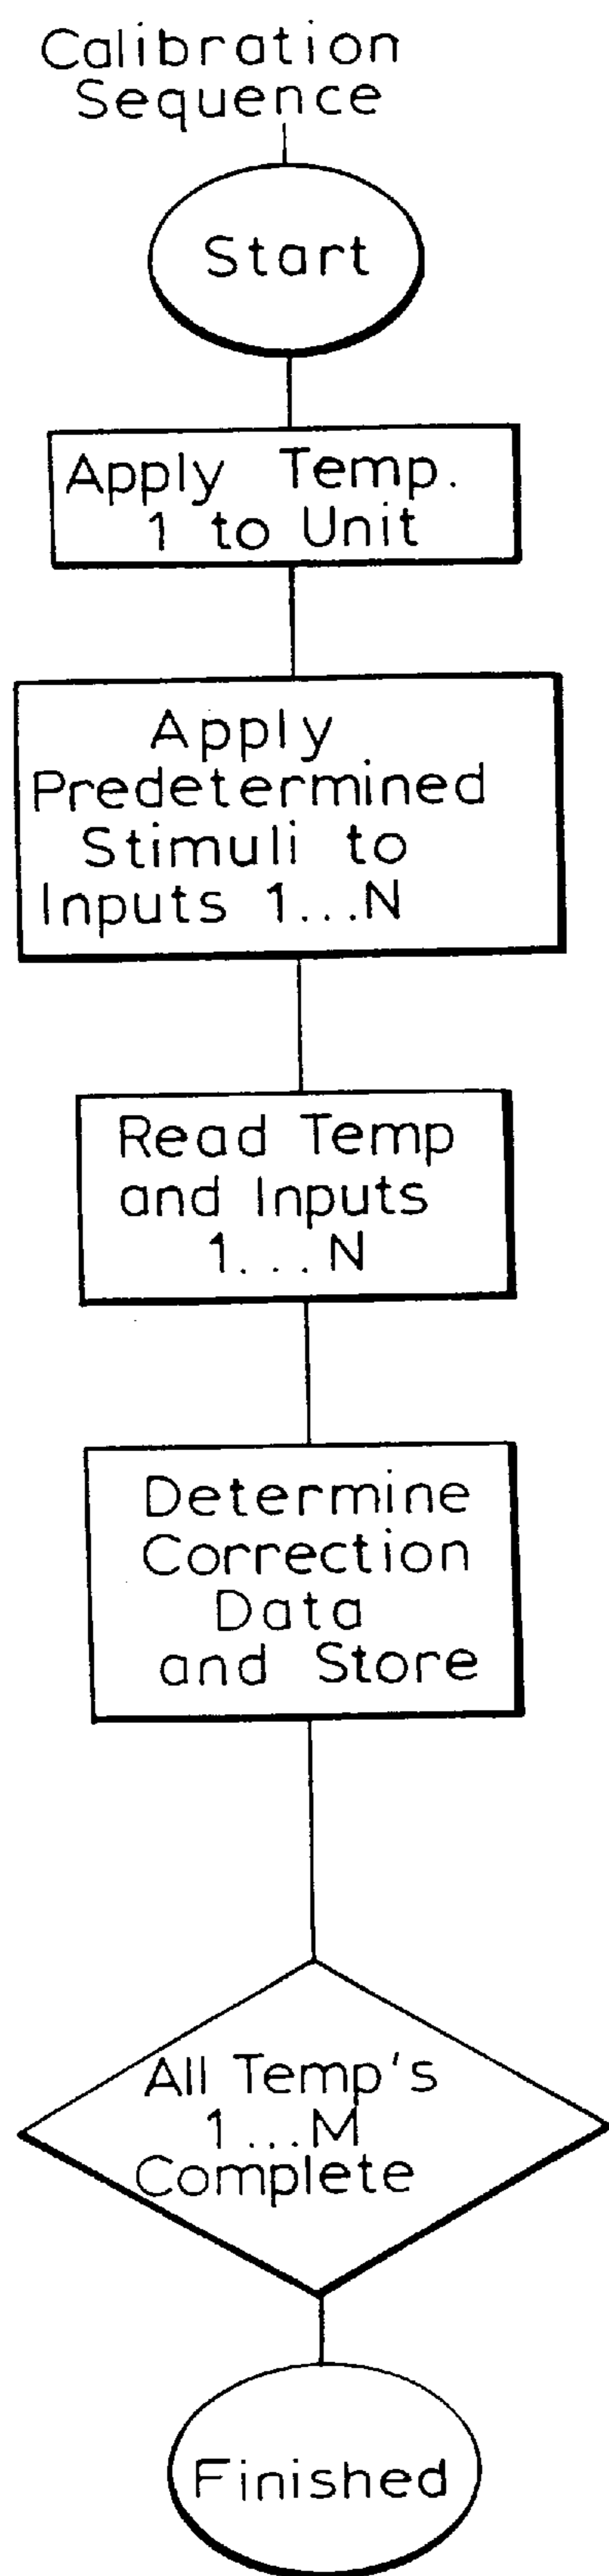 Calibration
Sequence
Start
Apply Temp.
1 to Unit
Apply
Predetermined
Stimuli to
Inputs 1...N
Read Temp
and Inputs
1...N
Determine
Correction
Data
and Store
All Temp's
1...M
Complete
Finished